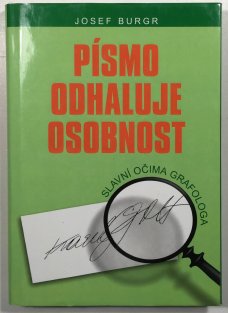 JOSEF BURGR
PÍSMO
ODHALUJE
OSOBNOST
SLAVNÍ OČIMA GRAFOLOGA